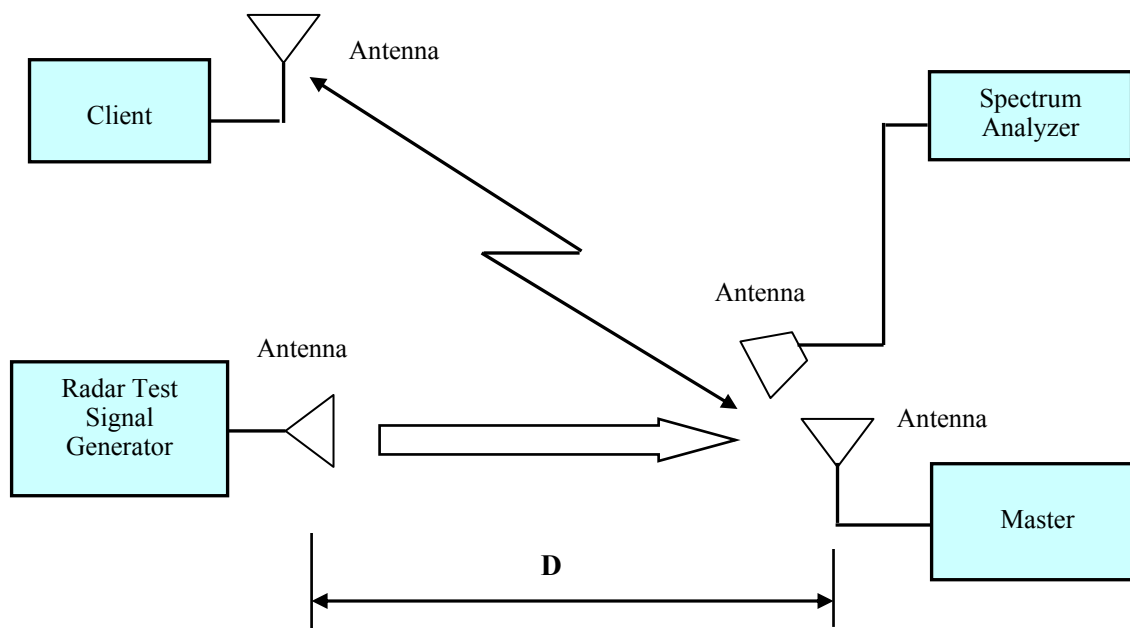 Antenna
Client
Spectrum
Analyzer
Antenna
Antenna
Radar Test
Signal
Generator
Antenna
Master
D